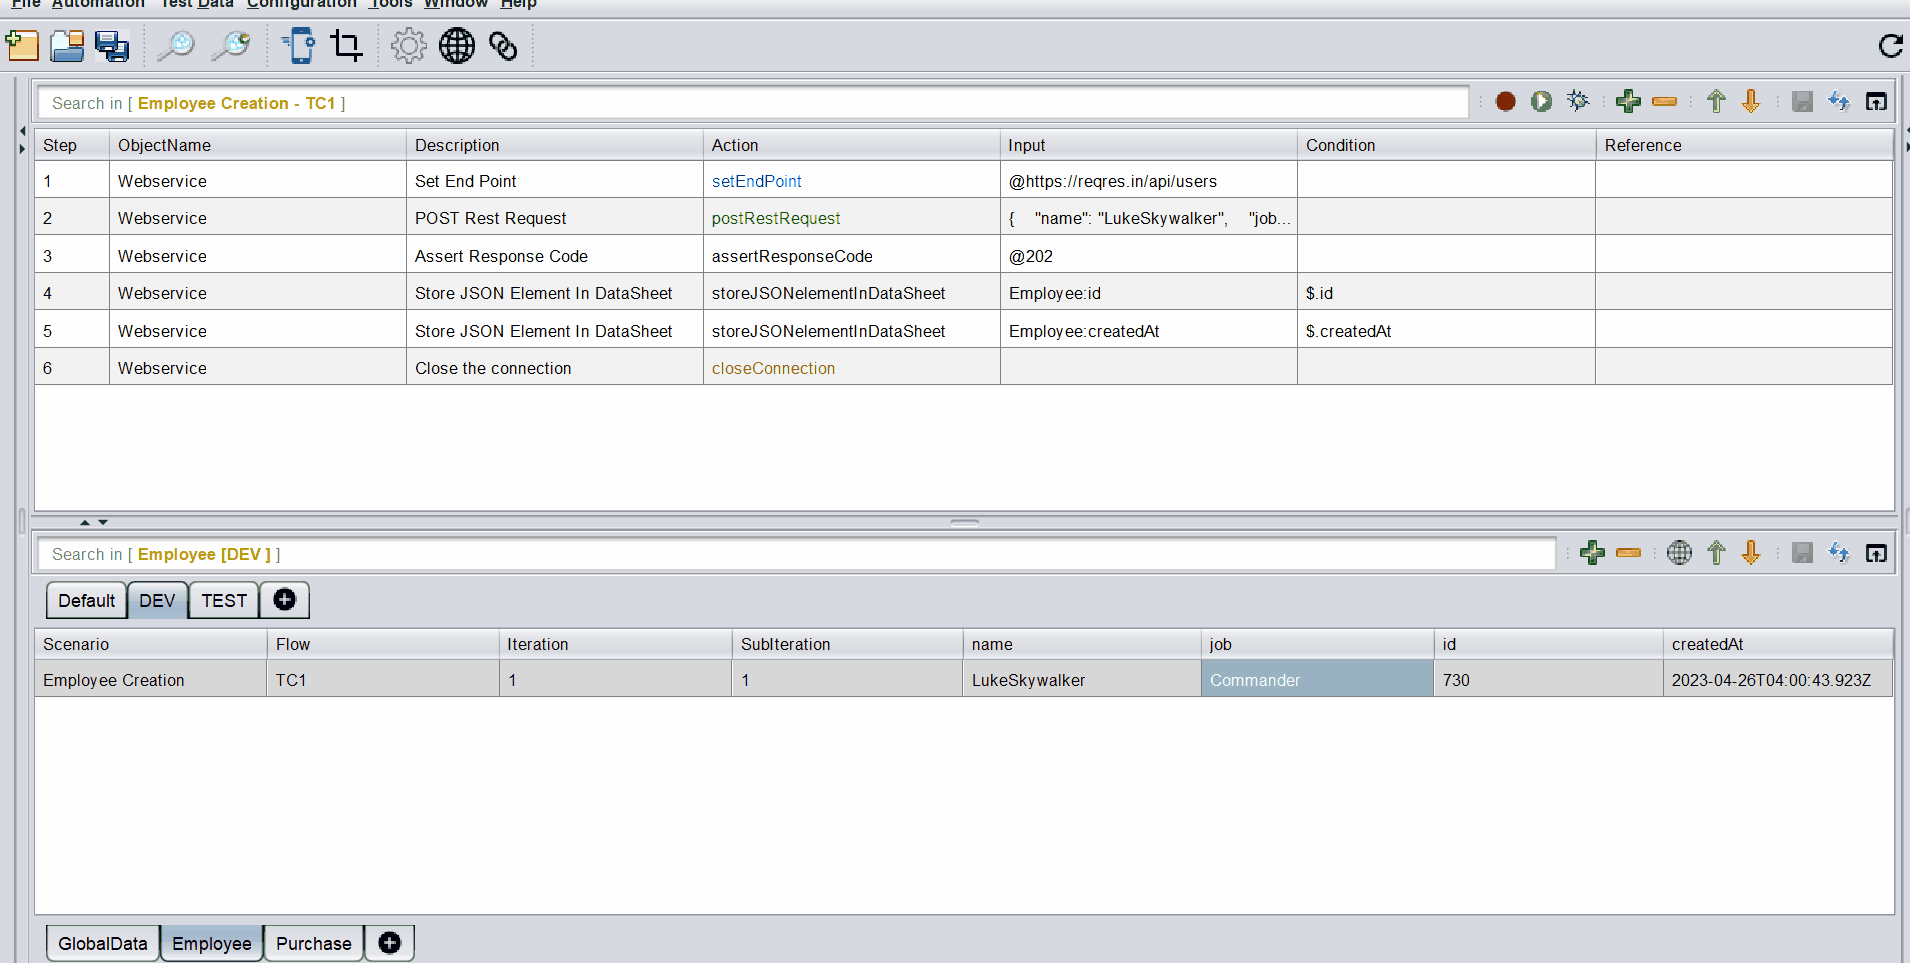 File Automation Test Data Configuration Tools Window Help
Search in [ Employee Creation - TC1 ]
Step ObjectName Description Action Input Condition Reference
1 Webservice Set End Point setEndPoint @https://reqres.in/api/users
2 Webservice POST Rest Request postRestRequest { "name": "LukeSkywalker", "job...
3 Webservice Assert Response Code assertResponseCode @202
4 Webservice Store JSON Element In DataSheet storeJSONelementInDataSheet Employee:id $.id
5 Webservice Store JSON Element In DataSheet storeJSONelementInDataSheet Employee:createdAt $.createdAt
6 Webservice Close the connection closeConnection
Search in [ Employee [DEV ] ]
Default DEV TEST
Scenario Flow Iteration SubIteration name job id createdAt
Employee Creation TC1 1 1 LukeSkywalker Commander 730 2023-04-26T04:00:43.923Z
GlobalData Employee Purchase